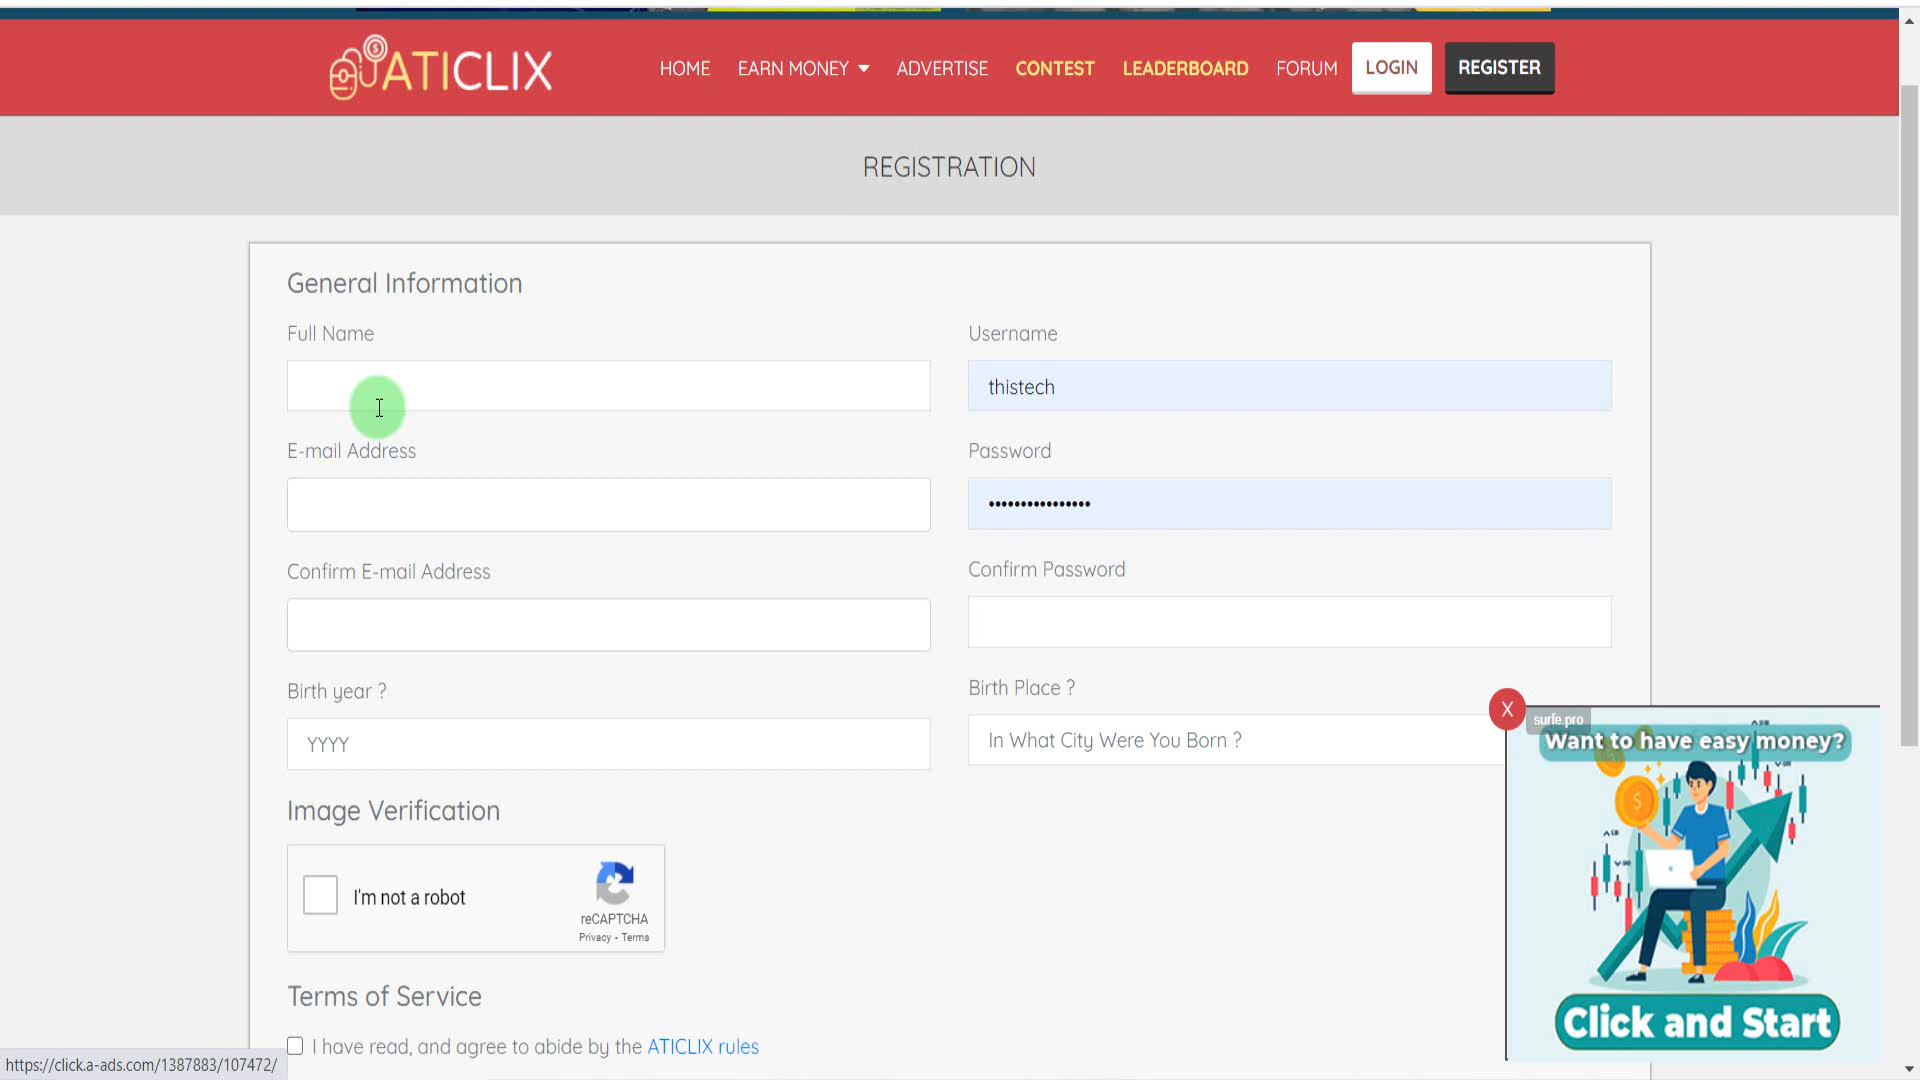 ATICLIX
HOME
EARN MONEY
ADVERTISE
CONTEST
LEADERBOARD
FORUM
LOGIN
REGISTER
REGISTRATION
General Information
Full Name
Username
thistech
E-mail Address
Password
••••••••••••••••
Confirm E-mail Address
Confirm Password
Birth year ?
Birth Place ?
YYYY
In What City Were You Born ?
X
surfe.pro
Want to have easy money?
Image Verification
I'm not a robot
reCAPTCHA
Privacy - Terms
Terms of Service
I have read, and agree to abide by the ATICLIX rules
Click and Start
https://click.a-ads.com/1387883/107472/